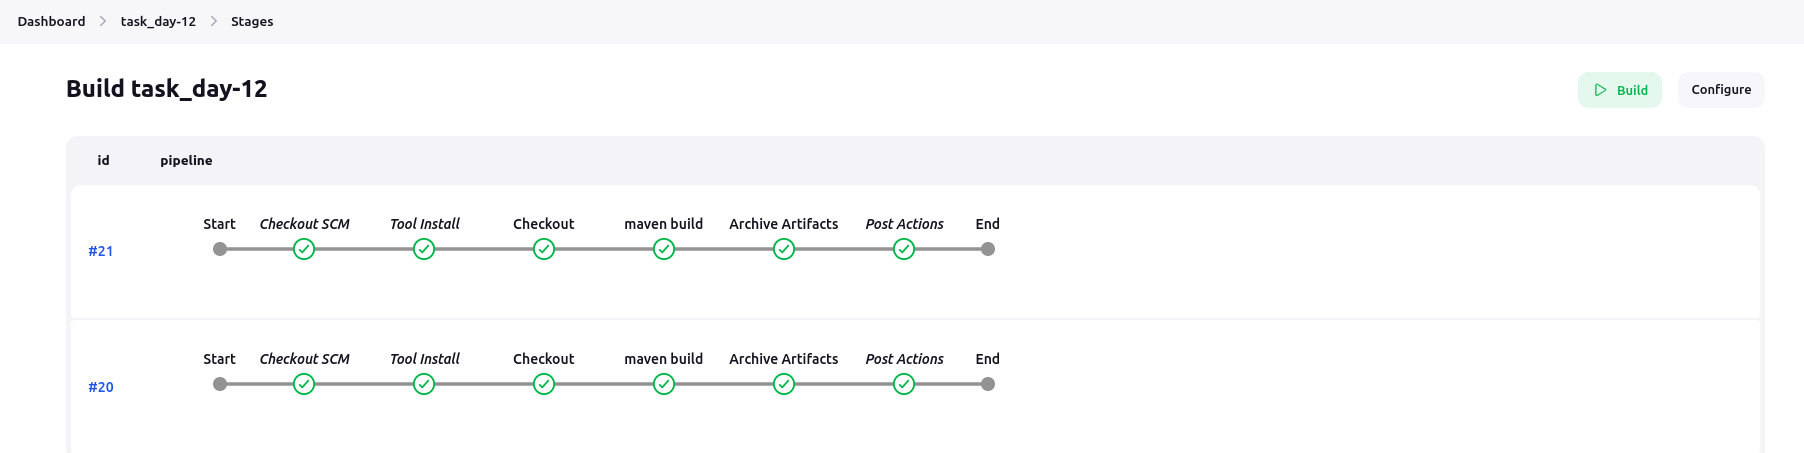 Dashboard > task_day-12 > Stages
Build task_day-12
Build Configure
id pipeline
Start Checkout SCM Tool Install Checkout maven build Archive Artifacts Post Actions End
#21
Start Checkout SCM Tool Install Checkout maven build Archive Artifacts Post Actions End
#20